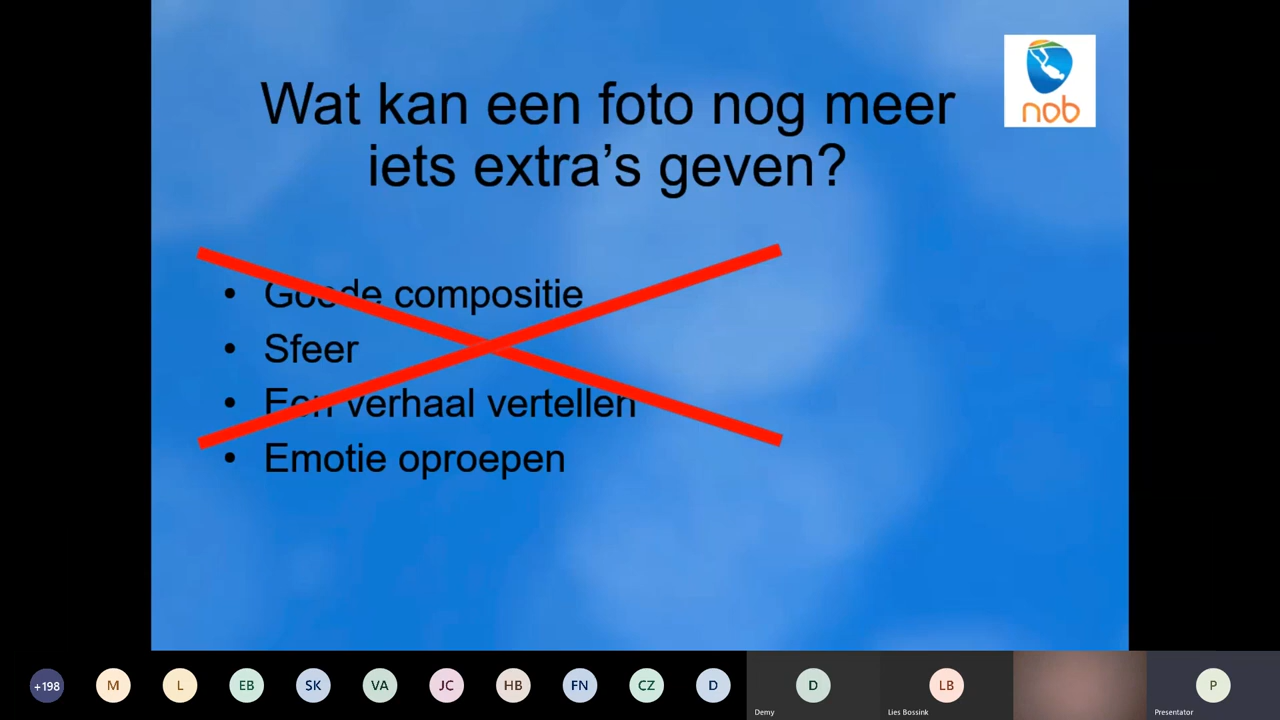 Wat kan een foto nog meer
iets extra's geven?
nob
• Goede compositie
• Sfeer
• Een verhaal vertellen
• Emotie oproepen
+198 M L EB SK VA JC HB FN CZ D D LB P
Demy Lies Bossink Presentator